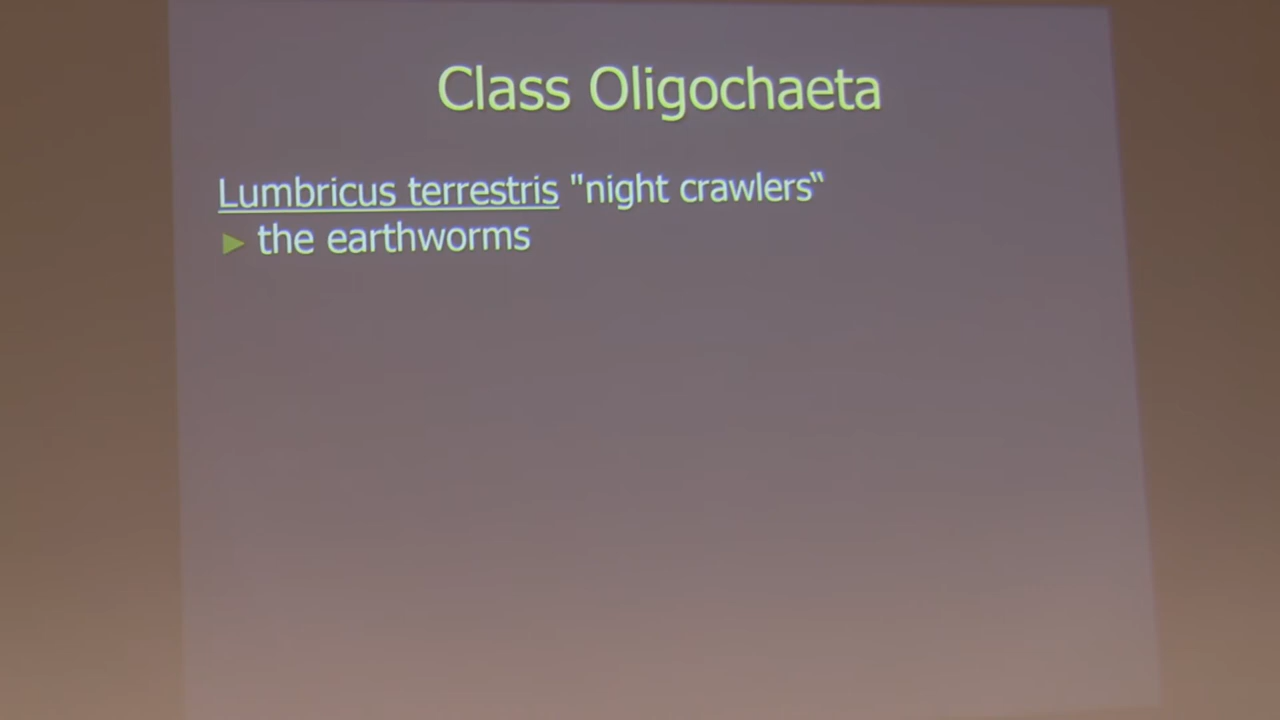 Class Oligochaeta
Lumbricus terrestris "night crawlers“
► the earthworms